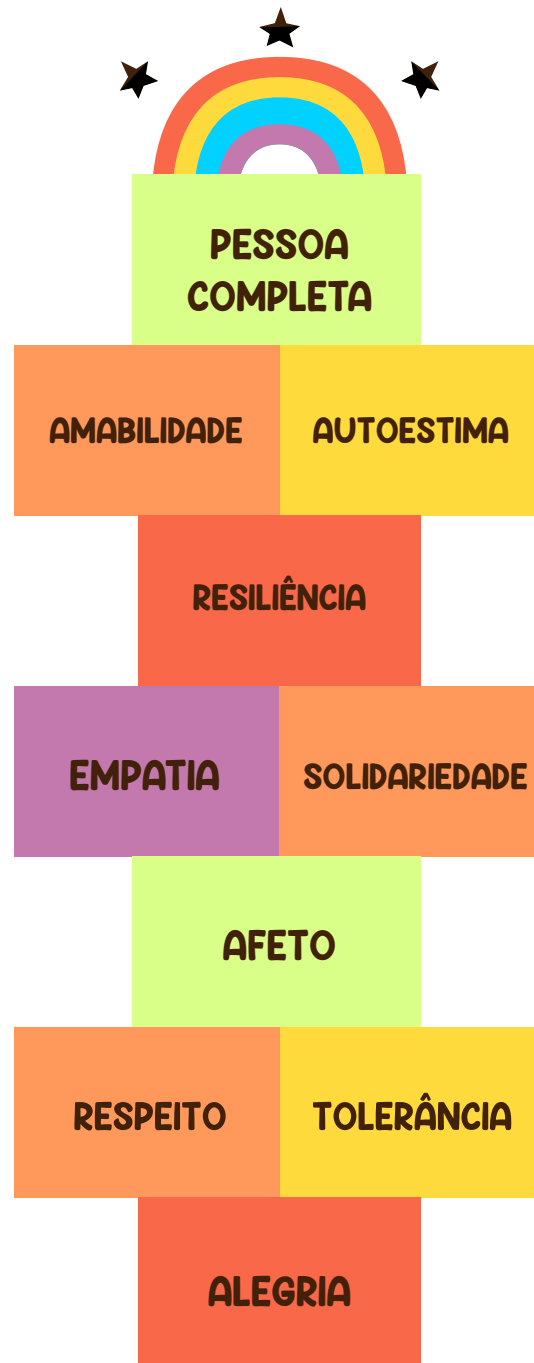 PESSOA
COMPLETA
AMABILIDADE
AUTOESTIMA
RESILIÊNCIA
EMPATIA
SOLIDARIEDADE
AFETO
RESPEITO
TOLERÂNCIA
ALEGRIA